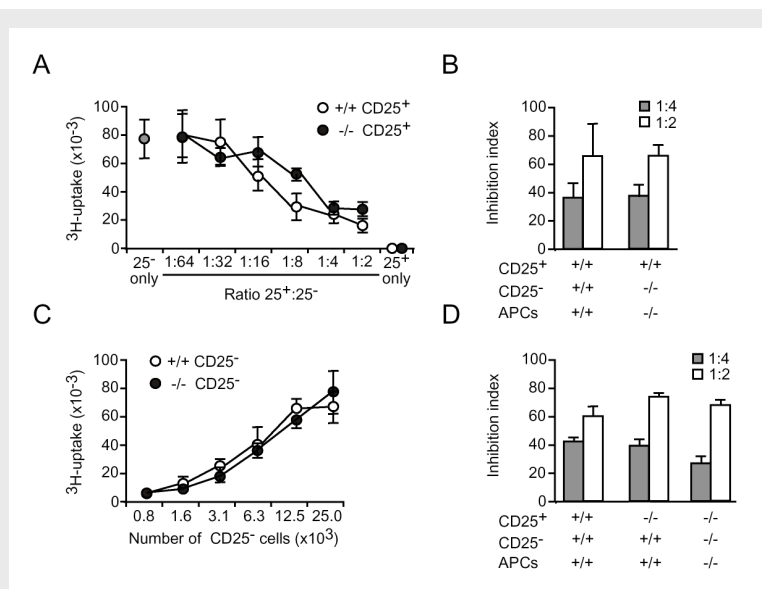 A
³H-uptake (x10⁻³)
100
80
60
40
20
0
+/+ CD25⁺
-/- CD25⁺
25⁻ 1:64 1:32 1:16 1:8 1:4 1:2 25⁺
only only
Ratio 25⁺:25⁻
B
Inhibition index
100
80
60
40
20
0
1:4
1:2
CD25⁺ +/+ +/+
CD25⁻ +/+ -/-
APCs +/+ -/-
C
³H-uptake (x10⁻³)
100
80
60
40
20
0
+/+ CD25⁻
-/- CD25⁻
0.8 1.6 3.1 6.3 12.5 25.0
Number of CD25⁻ cells (x10³)
D
Inhibition index
100
80
60
40
20
0
1:4
1:2
CD25⁺ +/+ -/- -/-
CD25⁻ +/+ +/+ -/-
APCs +/+ +/+ -/-